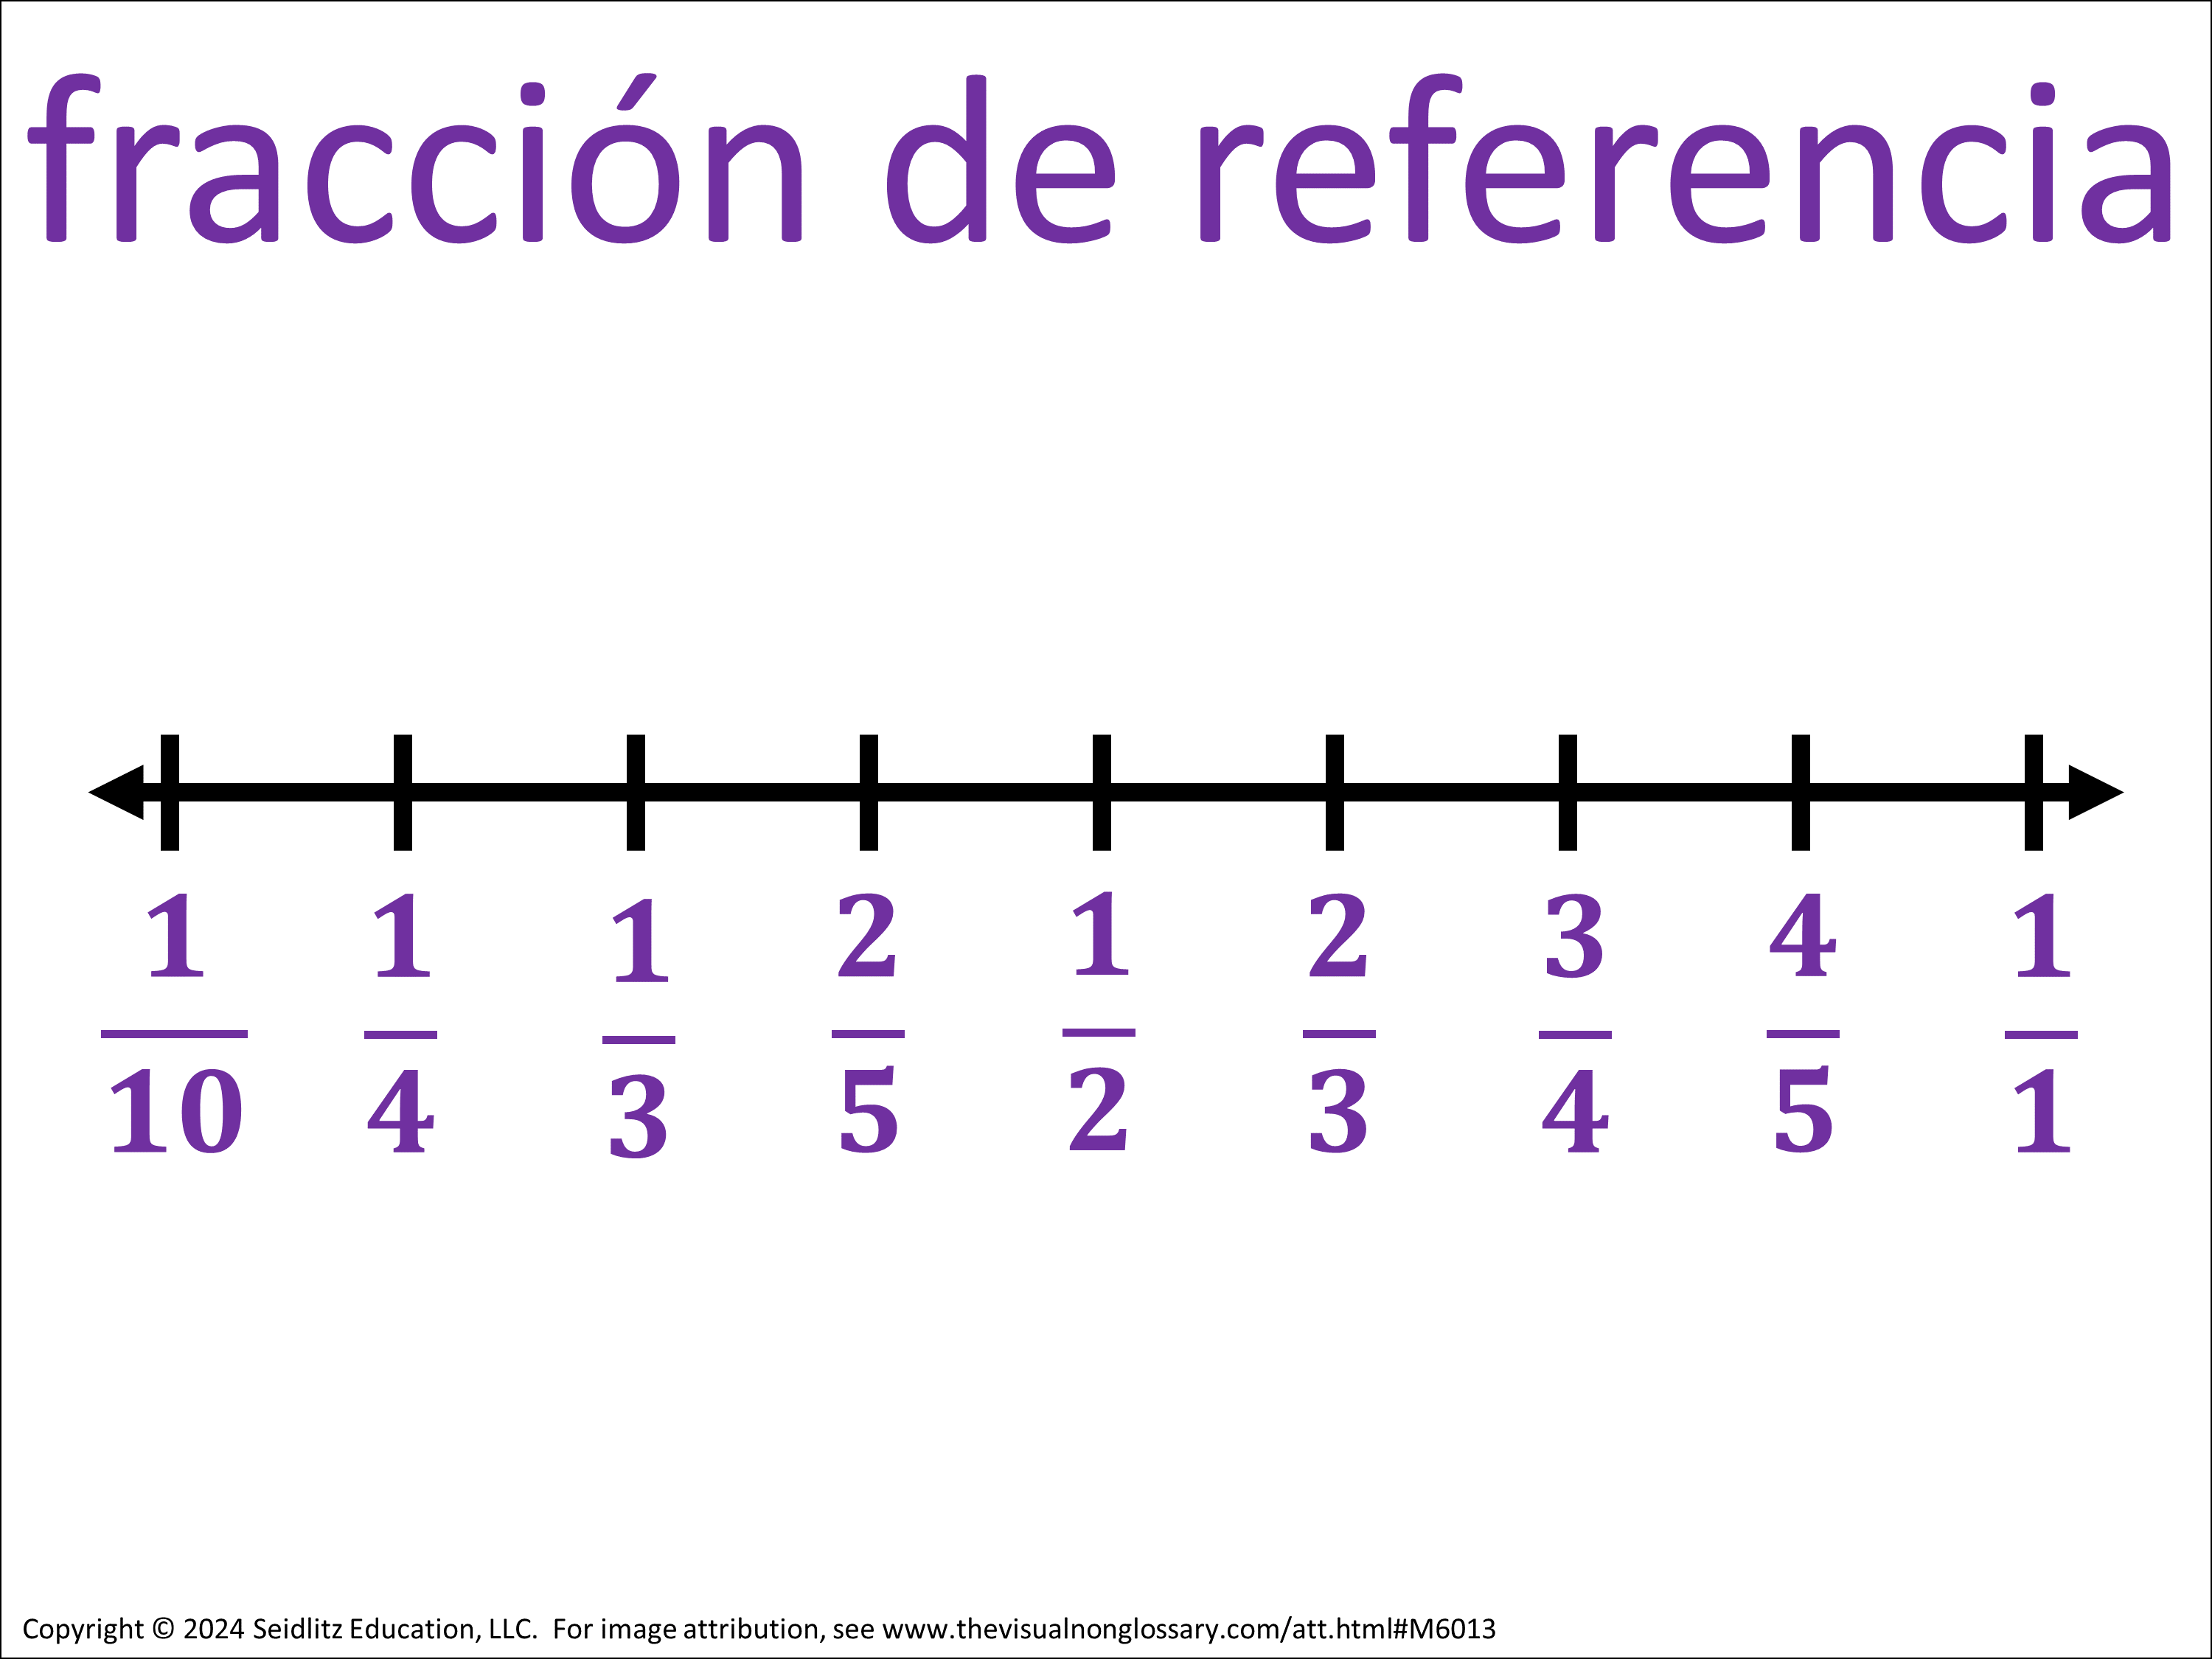 fracción de referencia
1 1 1 2 1 2 3 4 1
10 4 3 5 2 3 4 5 1
Copyright © 2024 Seidlitz Education, LLC.  For image attribution, see www.thevisualnonglossary.com/att.html#M6013